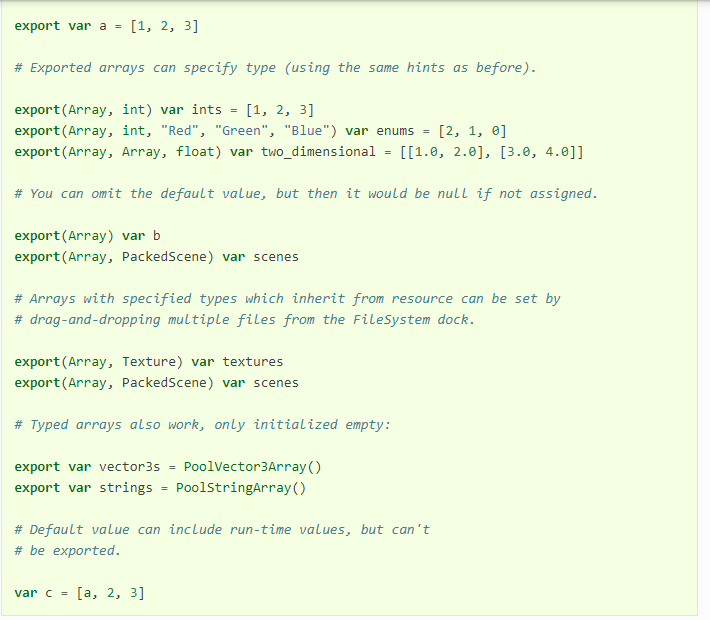 export var a = [1, 2, 3]
# Exported arrays can specify type (using the same hints as before).
export(Array, int) var ints = [1, 2, 3]
export(Array, int, "Red", "Green", "Blue") var enums = [2, 1, 0]
export(Array, Array, float) var two_dimensional = [[1.0, 2.0], [3.0, 4.0]]
# You can omit the default value, but then it would be null if not assigned.
export(Array) var b
export(Array, PackedScene) var scenes
# Arrays with specified types which inherit from resource can be set by
# drag-and-dropping multiple files from the FileSystem dock.
export(Array, Texture) var textures
export(Array, PackedScene) var scenes
# Typed arrays also work, only initialized empty:
export var vector3s = PoolVector3Array()
export var strings = PoolStringArray()
# Default value can include run-time values, but can't
# be exported.
var c = [a, 2, 3]